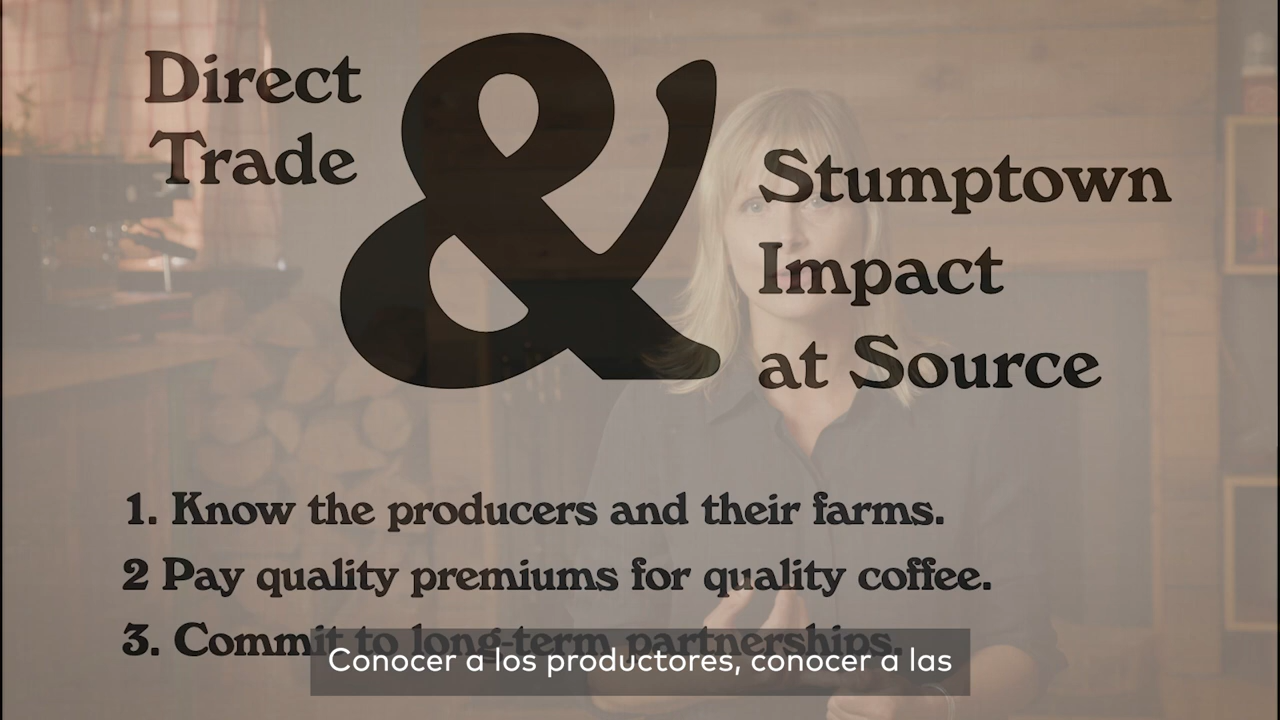 Direct
Trade
&
Stumptown
Impact
at Source
1. Know the producers and their farms.
2 Pay quality premiums for quality coffee.
3. Commit to long-term partnerships.
Conocer a los productores, conocer a las